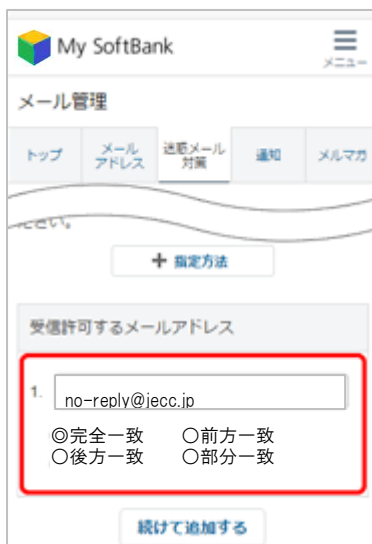 My SoftBank
メニュー
メール管理
トップ
メール
アドレス
迷惑メール
対策
通知
メルマガ
ださい。
+ 指定方法
受信許可するメールアドレス
1. no-reply@jecc.jp
◎完全一致 〇前方一致
〇後方一致 〇部分一致
続けて追加する